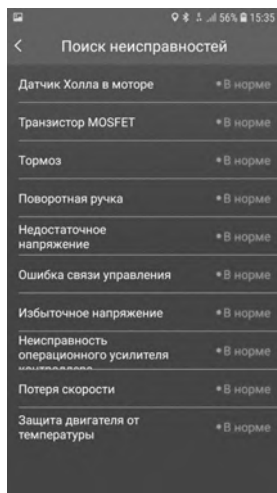 56% 15:35
Поиск неисправностей
Датчик Холла в моторе
• В норме
Транзистор MOSFET
• В норме
Тормоз
• В норме
Поворотная ручка
• В норме
Недостаточное
напряжение
• В норме
Ошибка связи управления
• В норме
Избыточное напряжение
• В норме
Неисправность
операционного усилителя
контроллера
• В норме
Потеря скорости
• В норме
Защита двигателя от
температуры
• В норме